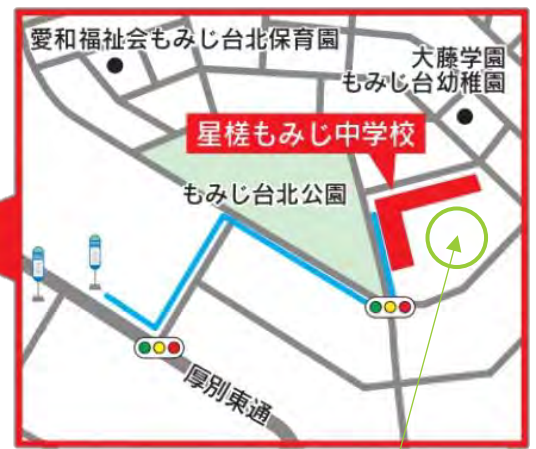 愛和福祉会もみじ台北保育園
大藤学園
もみじ台幼稚園
星槎もみじ中学校
もみじ台北公園
厚別東通